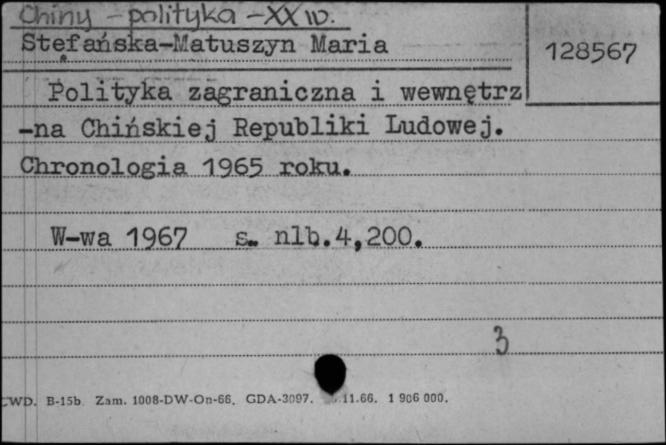 Chiny - polityka - XX w.
Stefańska-Matuszyn Maria
128567
Polityka zagraniczna i wewnętrz
-na Chińskiej Republiki Ludowej.
Chronologia 1965 roku.
W-wa 1967 s. nlb.4,200.
3
CWD. B-15b Zam. 1008-DW-On-66. GDA-3097. 11.66. 1 906 000.